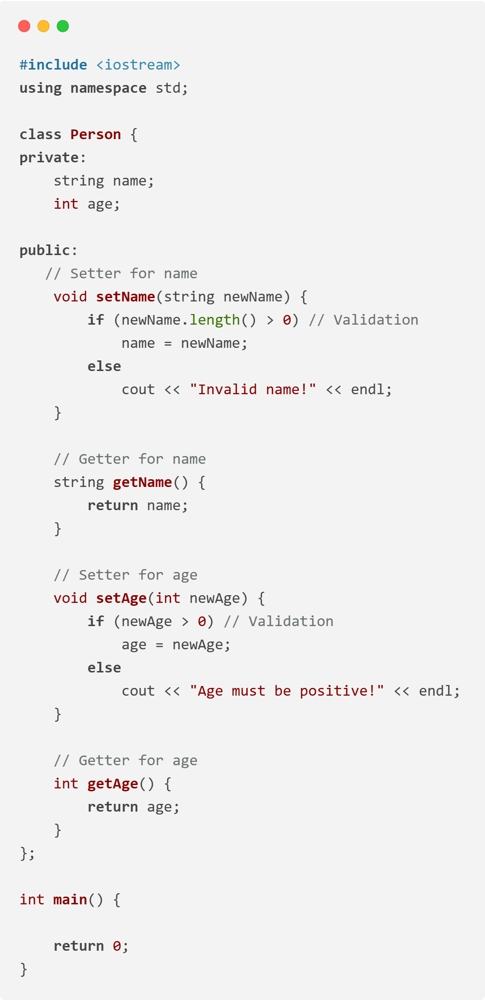 #include <iostream>
using namespace std;

class Person {
private:
    string name;
    int age;

public:
   // Setter for name
    void setName(string newName) {
        if (newName.length() > 0) // Validation
            name = newName;
        else
            cout << "Invalid name!" << endl;
    }

    // Getter for name
    string getName() {
        return name;
    }

    // Setter for age
    void setAge(int newAge) {
        if (newAge > 0) // Validation
            age = newAge;
        else
            cout << "Age must be positive!" << endl;
    }

    // Getter for age
    int getAge() {
        return age;
    }
};

int main() {

    return 0;
}